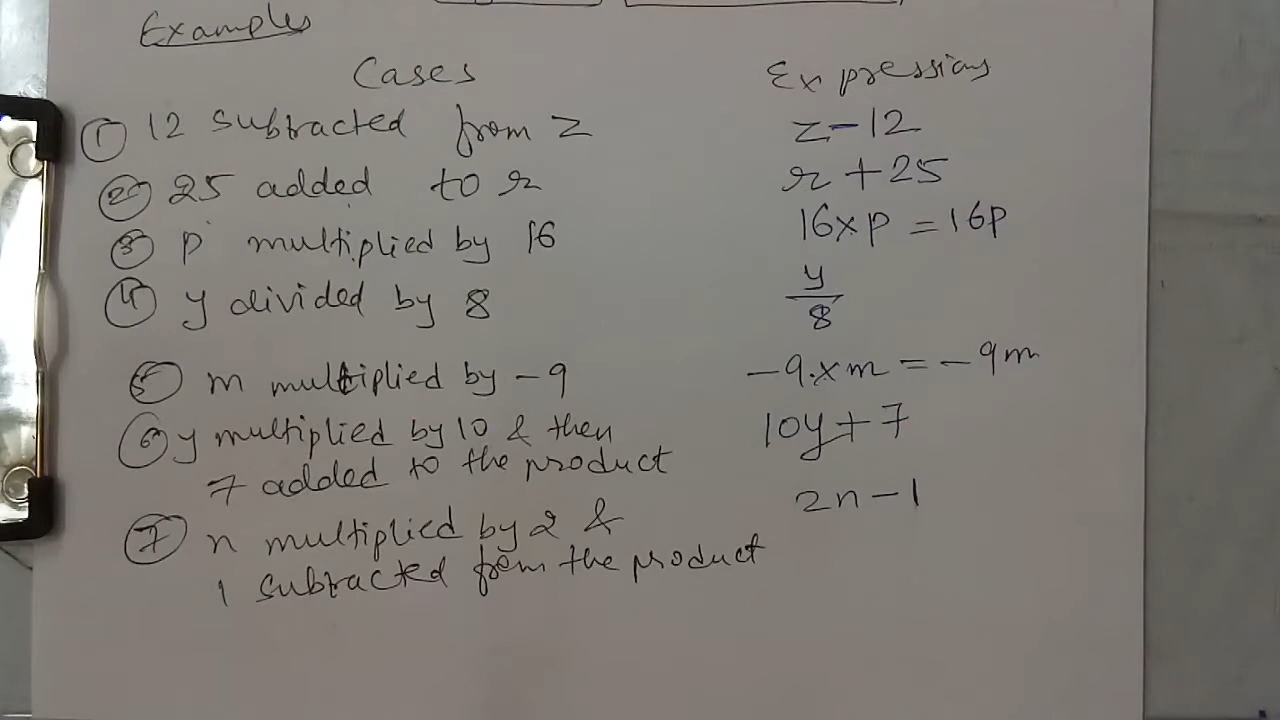 Examples
Cases Expressions
① 12 subtracted from z z-12
② 25 added to r r+25
③ p multiplied by 16 16×p = 16p
④ y divided by 8 y/8
⑤ m multiplied by -9 -9×m = -9m
⑥ y multiplied by 10 & then 10y+7
7 added to the product
⑦ n multiplied by 2 & 2n-1
1 subtracted from the product